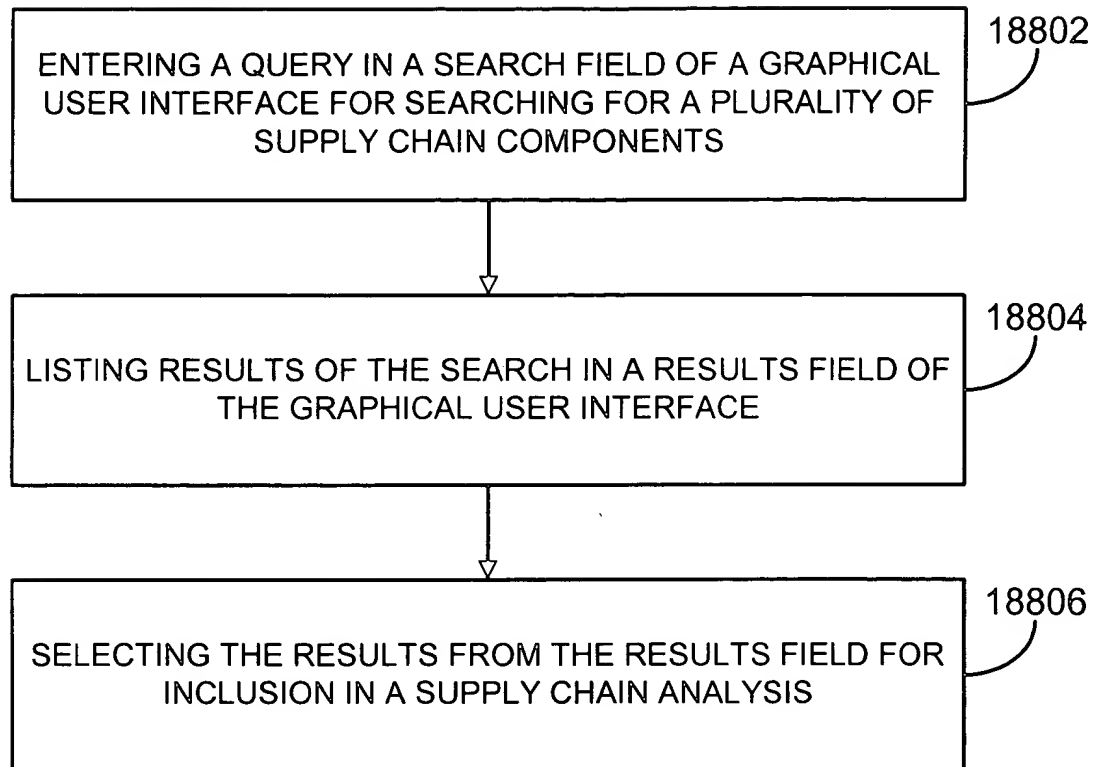 18802
ENTERING A QUERY IN A SEARCH FIELD OF A GRAPHICAL
USER INTERFACE FOR SEARCHING FOR A PLURALITY OF
SUPPLY CHAIN COMPONENTS
18804
LISTING RESULTS OF THE SEARCH IN A RESULTS FIELD OF
THE GRAPHICAL USER INTERFACE
18806
SELECTING THE RESULTS FROM THE RESULTS FIELD FOR
INCLUSION IN A SUPPLY CHAIN ANALYSIS